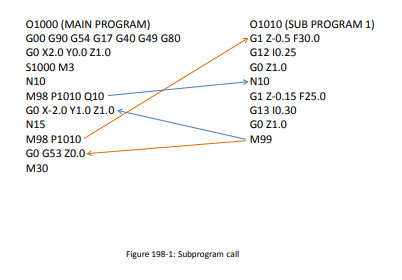 O1000 (MAIN PROGRAM)
G00 G90 G54 G17 G40 G49 G80
G0 X2.0 Y0.0 Z1.0
S1000 M3
N10
M98 P1010 Q10
G0 X-2.0 Y1.0 Z1.0
N15
M98 P1010
G0 G53 Z0.0
M30
O1010 (SUB PROGRAM 1)
G1 Z-0.5 F30.0
G12 I0.25
G0 Z1.0
N10
G1 Z-0.15 F25.0
G13 I0.30
G0 Z1.0
M99
Figure 198-1: Subprogram call